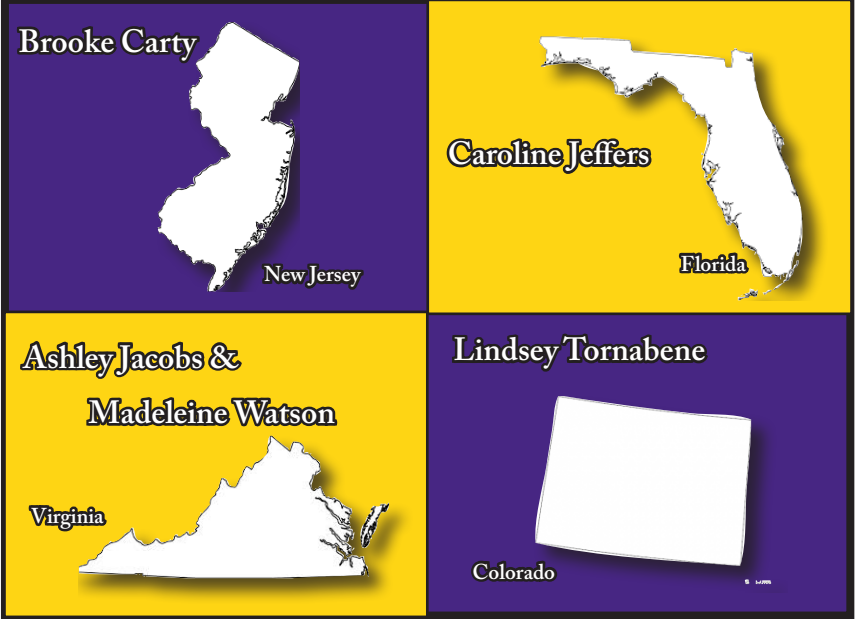 Brooke Carty
New Jersey
Caroline Jeffers
Florida
Ashley Jacobs &
Madeleine Watson
Virginia
Lindsey Tornabene
Colorado